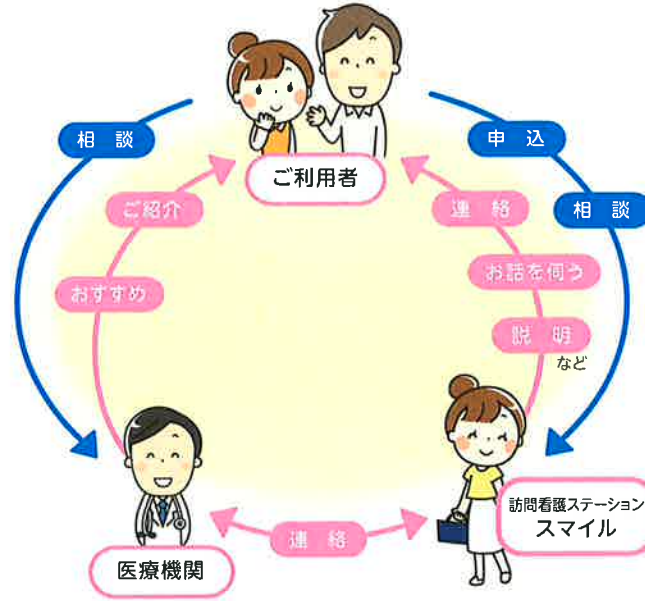 相談
申込
ご利用者
ご紹介
連絡
相談
おすすめ
お話を伺う
説明
など
訪問看護ステーション
スマイル
連絡
医療機関